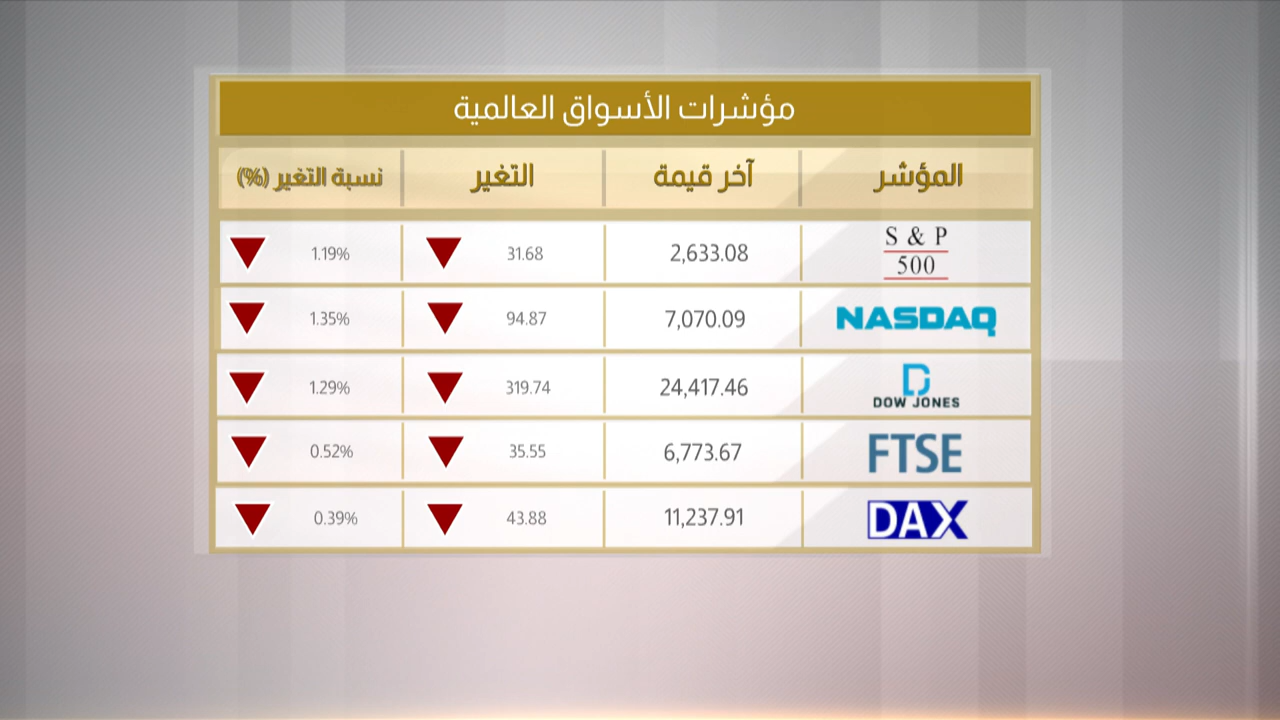 مؤشرات الأسواق العالمية
المؤشر آخر قيمة التغير نسبة التغير (%)
S & P
500
2,633.08 31.68 1.19%
NASDAQ 7,070.09 94.87 1.35%
DOW JONES 24,417.46 319.74 1.29%
FTSE 6,773.67 35.55 0.52%
DAX 11,237.91 43.88 0.39%